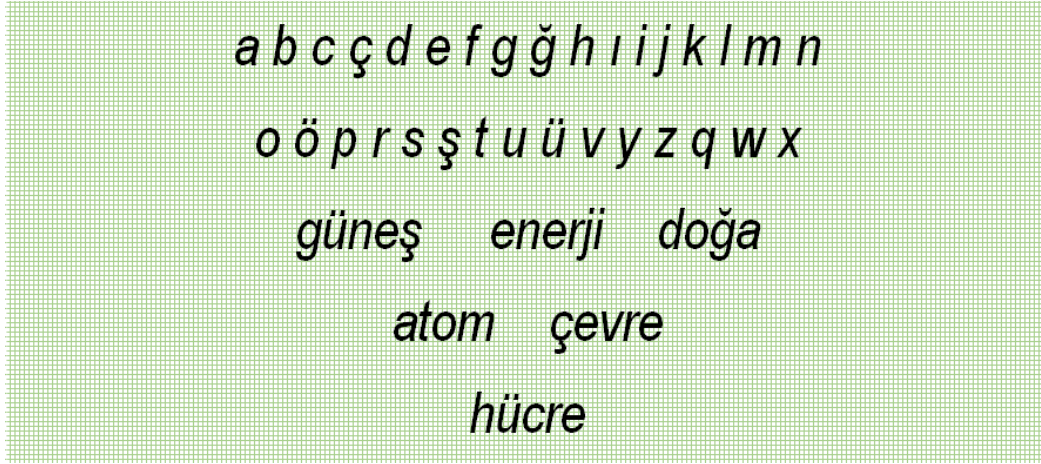 a b c ç d e f g ğ h ı i j k l m n
o ö p r s ş t u ü v y z q w x
güneş enerji doğa
atom çevre
hücre